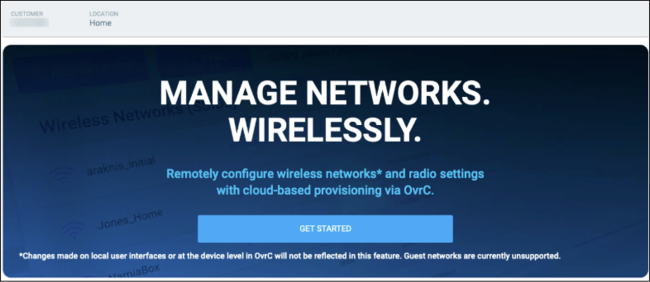 CUSTOMER
LOCATION
Home
MANAGE NETWORKS.
WIRELESSLY.
Wireless Networks
araknis_initial
Remotely configure wireless networks* and radio settings
with cloud-based provisioning via OvrC.
Jones_Home
GET STARTED
*Changes made on local user interfaces or at the device level in OvrC will not be reflected in this feature. Guest networks are currently unsupported.
NarniaBox